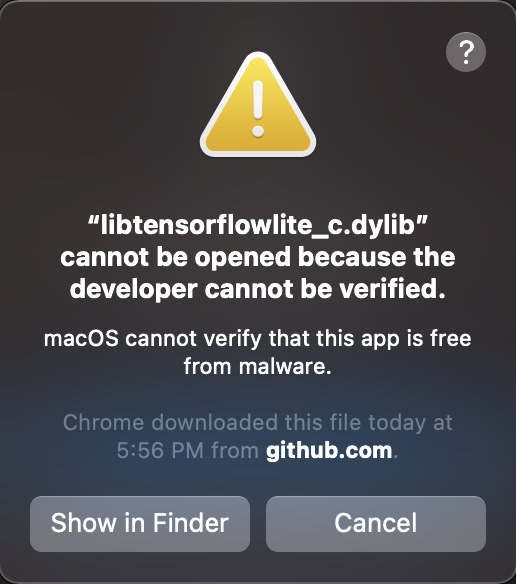 ?
“libtensorflowlite_c.dylib”
cannot be opened because the
developer cannot be verified.
macOS cannot verify that this app is free
from malware.
Chrome downloaded this file today at
5:56 PM from github.com.
Show in Finder
Cancel